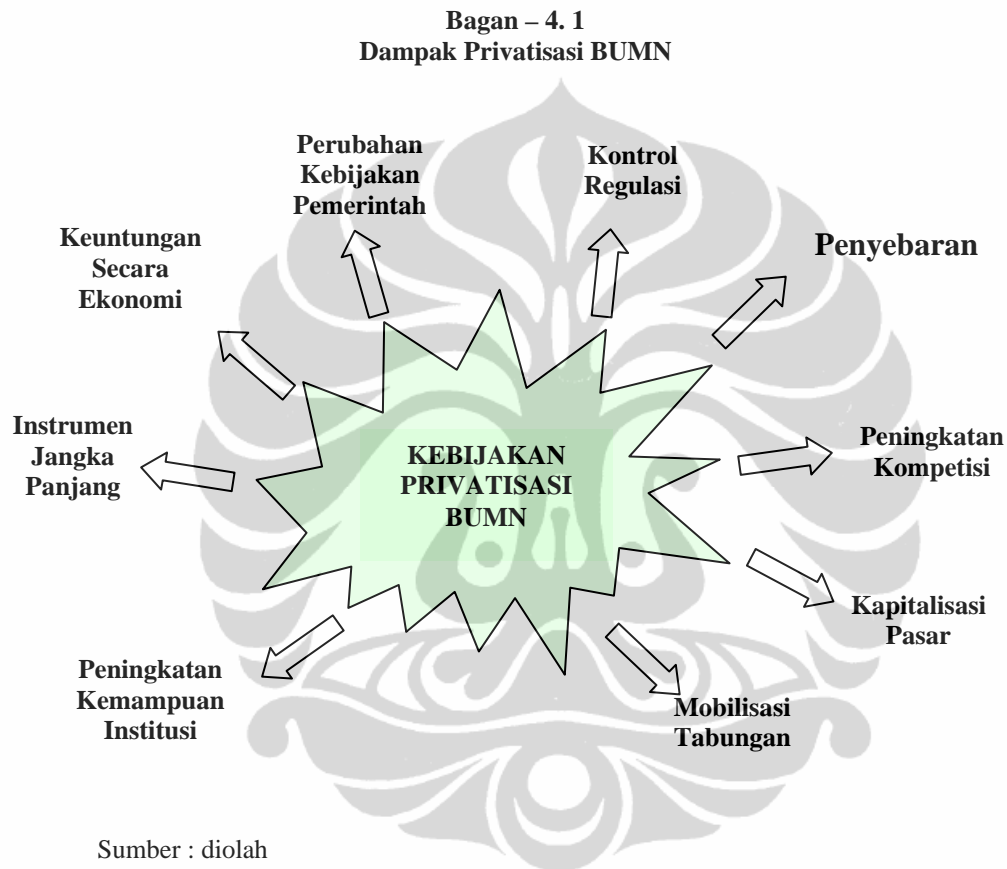 Bagan – 4. 1
Dampak Privatisasi BUMN
Perubahan
Kebijakan
Pemerintah
Kontrol
Regulasi
Keuntungan
Secara
Ekonomi
Penyebaran
Instrumen
Jangka
Panjang
KEBIJAKAN
PRIVATISASI
BUMN
Peningkatan
Kompetisi
Kapitalisasi
Pasar
Peningkatan
Kemampuan
Institusi
Mobilisasi
Tabungan
Sumber : diolah